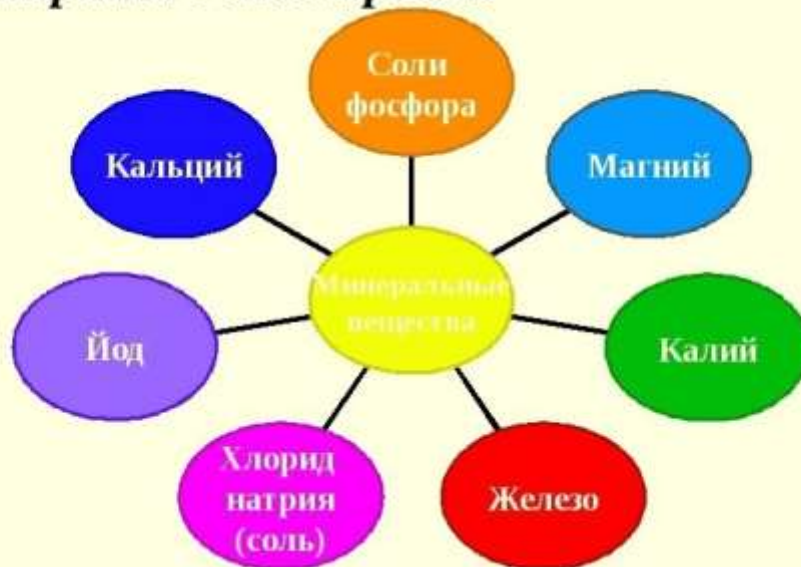 Соли
фосфора
Кальций
Магний
Минеральные
вещества
Йод
Калий
Хлорид
натрия
(соль)
Железо